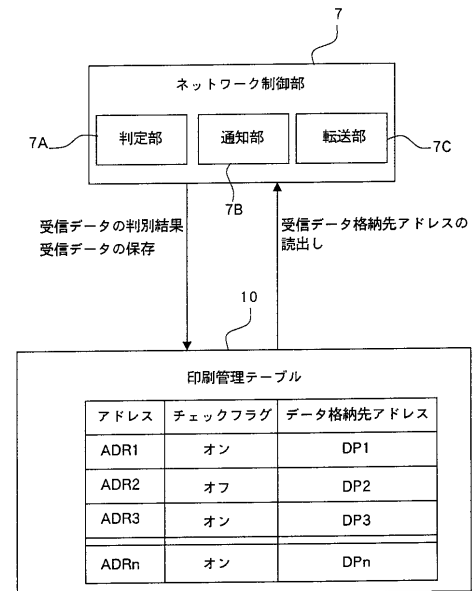 7
ネットワーク制御部
7A 判定部 通知部 転送部 7C
7B
受信データの判別結果
受信データの保存
受信データ格納先アドレスの
読出し
10
印刷管理テーブル
アドレス チェックフラグ データ格納先アドレス
ADR1 オン DP1
ADR2 オフ DP2
ADR3 オン DP3
ADRn オン DPn